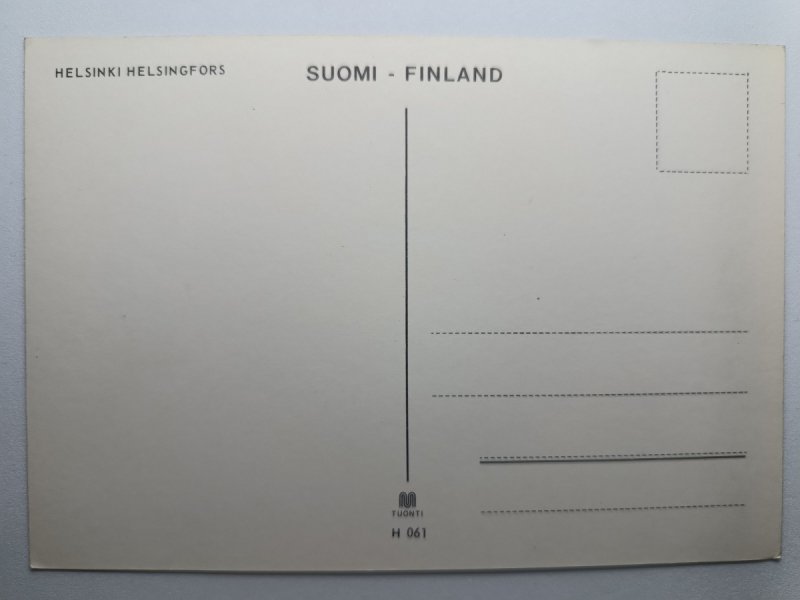 HELSINKI HELSINGFORS
SUOMI - FINLAND
TUONTI
H 061